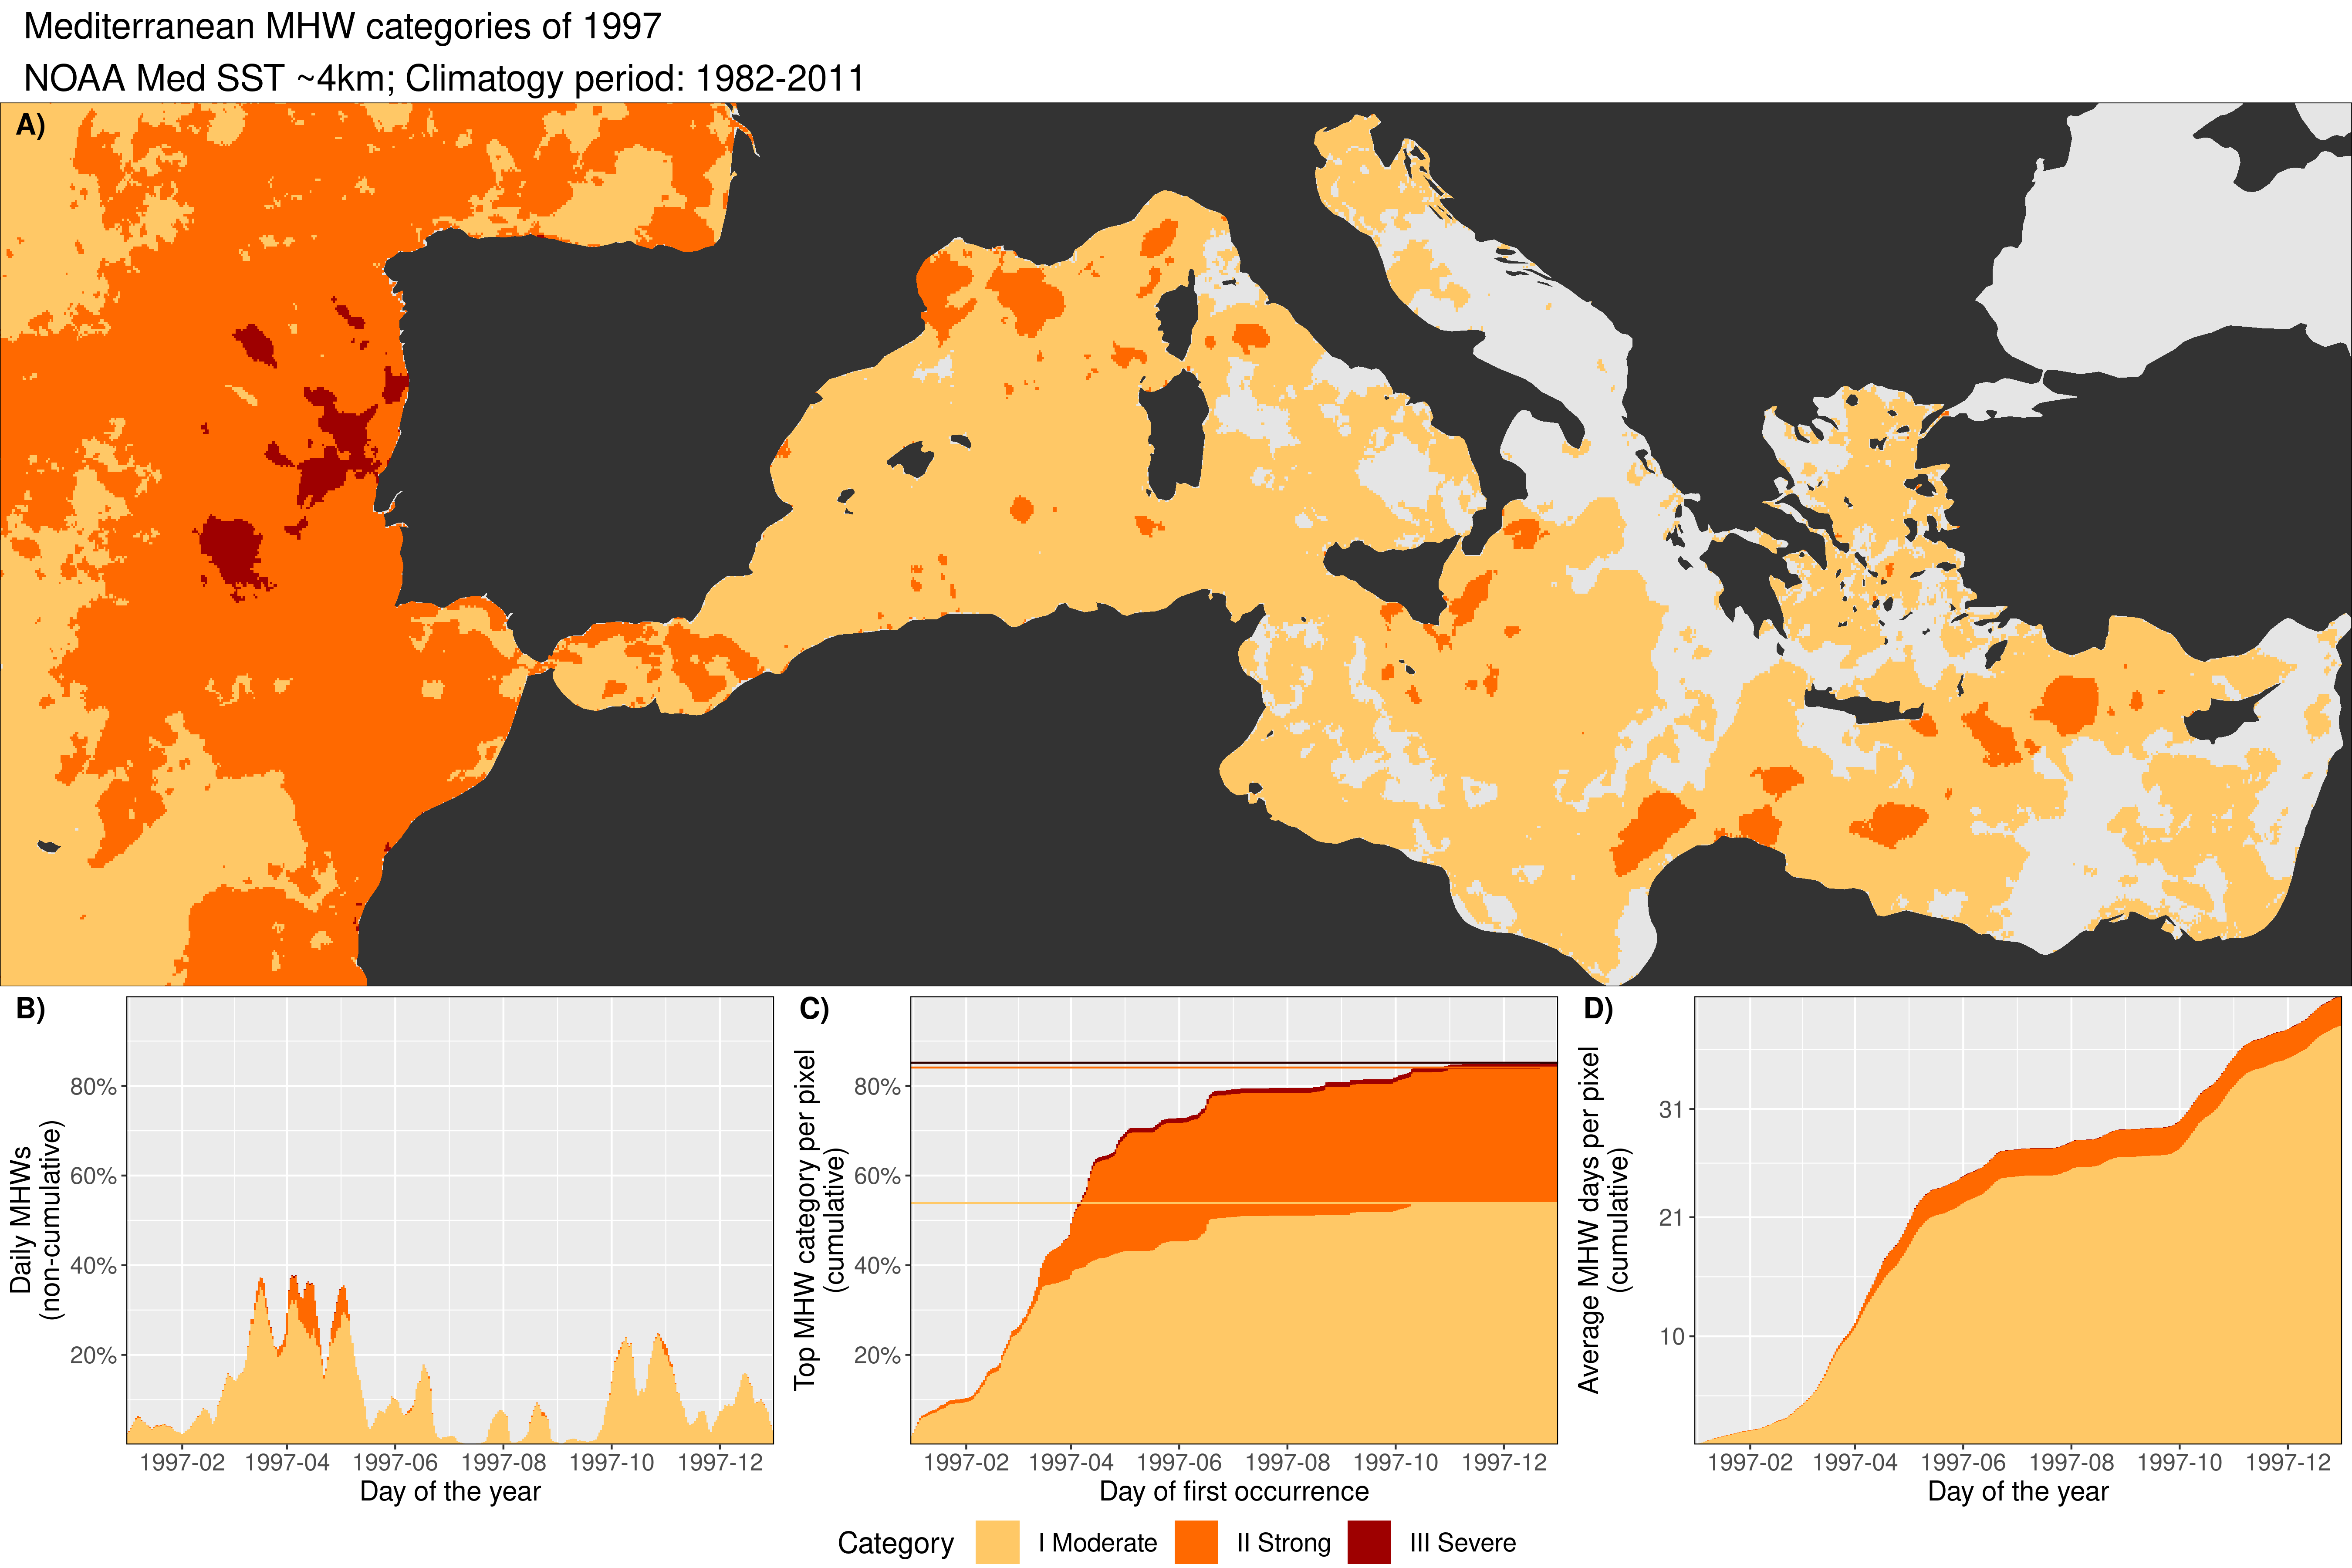 Mediterranean MHW categories of 1997
NOAA Med SST ~4km; Climatogy period: 1982-2011
A)
B)
Daily MHWs
(non-cumulative)
80%
60%
40%
20%
1997-02 1997-04 1997-06 1997-08 1997-10 1997-12
Day of the year
C)
Top MHW category per pixel
(cumulative)
80%
60%
40%
20%
1997-02 1997-04 1997-06 1997-08 1997-10 1997-12
Day of first occurrence
D)
Average MHW days per pixel
(cumulative)
31
21
10
1997-02 1997-04 1997-06 1997-08 1997-10 1997-12
Day of the year
Category I Moderate II Strong III Severe